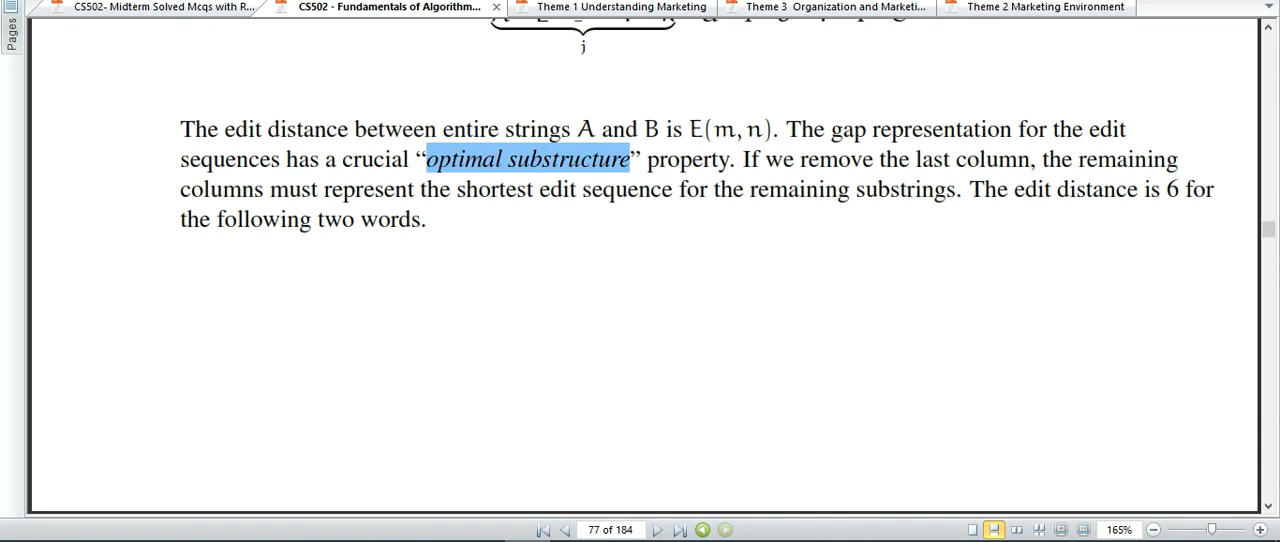 CS502- Midterm Solved Mcqs with R...
CS502 - Fundamentals of Algorithm...
Theme 1 Understanding Marketing
Theme 3 Organization and Marketi...
Theme 2 Marketing Environment
Pages
j
The edit distance between entire strings A and B is E(m, n). The gap representation for the edit
sequences has a crucial “optimal substructure” property. If we remove the last column, the remaining
columns must represent the shortest edit sequence for the remaining substrings. The edit distance is 6 for
the following two words.
77 of 184
165%